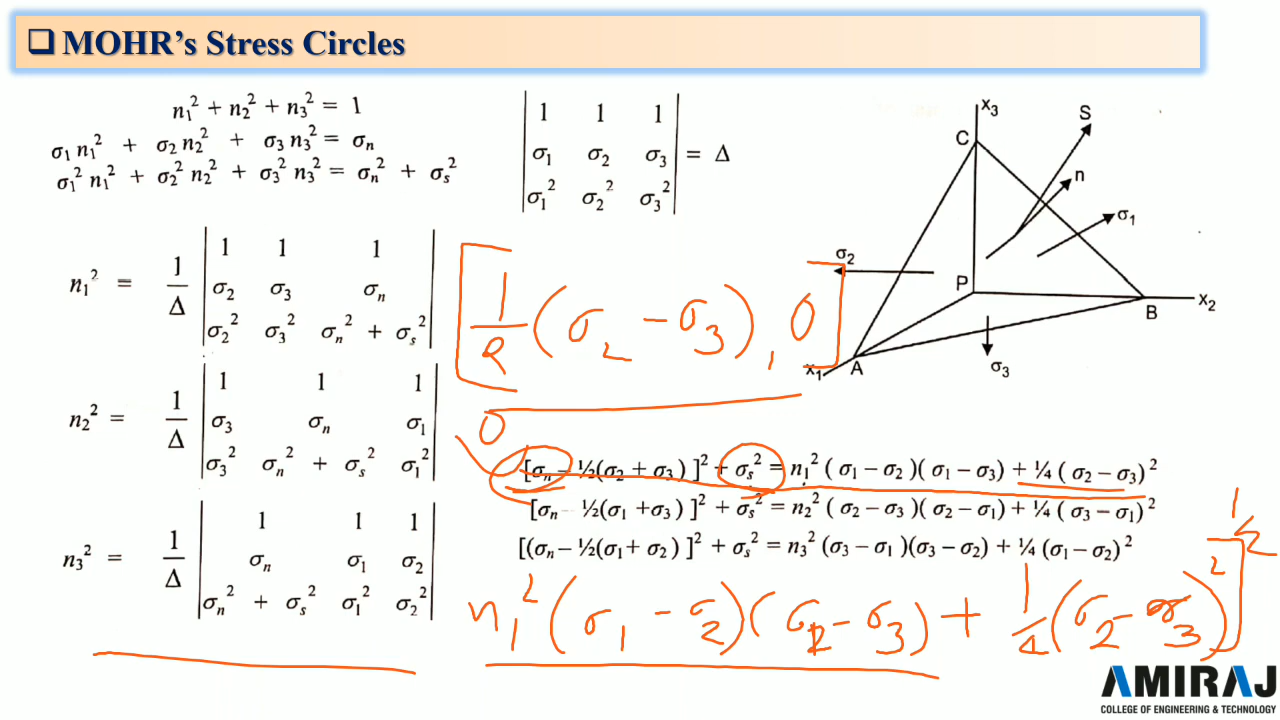 ❑ MOHR's Stress Circles
n₁² + n₂² + n₃² = 1
σ₁ n₁² + σ₂ n₂² + σ₃ n₃² = σₙ
σ₁² n₁² + σ₂² n₂² + σ₃² n₃² = σₙ² + σₛ²
| 1 1 1 |
| σ₁ σ₂ σ₃ | = Δ
| σ₁² σ₂² σ₃² |
| 1 1 1 |
n₁² = 1/Δ | σ₂ σ₃ σₙ |
| σ₂² σ₃² σₙ² + σₛ² |
| 1 1 1 |
n₂² = 1/Δ | σ₃ σₙ σ₁ |
| σ₃² σₙ² + σₛ² σ₁² |
| 1 1 1 |
n₃² = 1/Δ | σₙ σ₁ σ₂ |
| σₙ² + σₛ² σ₁² σ₂² |
[1/2 (σ₂ − σ₃), 0]
0
x₃
C
S
n
σ₁
σ₂
P
x₂
B
x₁
A
σ₃
[σₙ − ½(σ₂ + σ₃) ]² + σₛ² = n₁² ( σ₁ − σ₂ )( σ₁ − σ₃) + ¼ ( σ₂ − σ₃)²
[σₙ − ½(σ₁ +σ₃) ]² + σₛ² = n₂² ( σ₂ − σ₃ )( σ₂ − σ₁) + ¼ ( σ₃ − σ₁)²
[(σₙ − ½(σ₁+ σ₂) ]² + σₛ² = n₃² (σ₃ − σ₁ )(σ₃ − σ₂) + ¼ (σ₁ − σ₂)²
n₁² (σ₁ − σ₂)( − σ₃) + 1/4 (σ₂ − σ₃)² ]^1/2
AMIRAJ
COLLEGE OF ENGINEERING & TECHNOLOGY